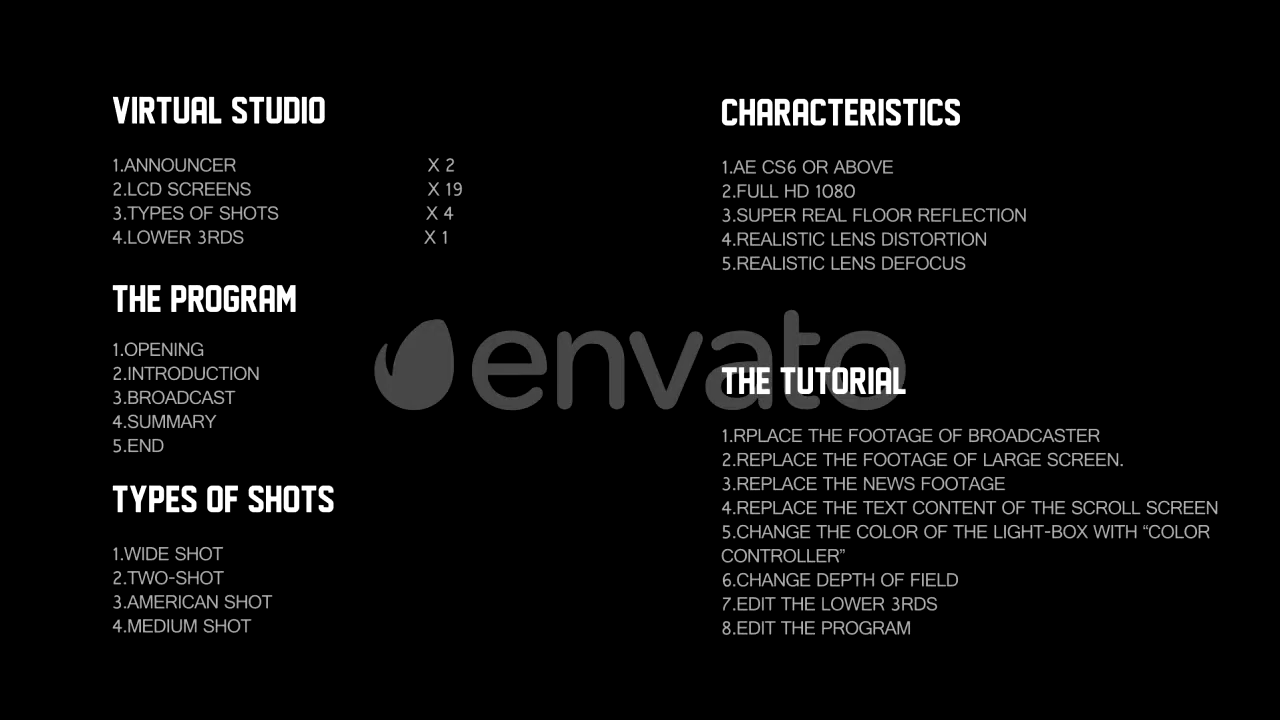 VIRTUAL STUDIO
1.ANNOUNCER X 2
2.LCD SCREENS X 19
3.TYPES OF SHOTS X 4
4.LOWER 3RDS X 1
THE PROGRAM
1.OPENING
2.INTRODUCTION
3.BROADCAST
4.SUMMARY
5.END
TYPES OF SHOTS
1.WIDE SHOT
2.TWO-SHOT
3.AMERICAN SHOT
4.MEDIUM SHOT
envato
CHARACTERISTICS
1.AE CS6 OR ABOVE
2.FULL HD 1080
3.SUPER REAL FLOOR REFLECTION
4.REALISTIC LENS DISTORTION
5.REALISTIC LENS DEFOCUS
THE TUTORIAL
1.RPLACE THE FOOTAGE OF BROADCASTER
2.REPLACE THE FOOTAGE OF LARGE SCREEN.
3.REPLACE THE NEWS FOOTAGE
4.REPLACE THE TEXT CONTENT OF THE SCROLL SCREEN
5.CHANGE THE COLOR OF THE LIGHT-BOX WITH “COLOR
CONTROLLER”
6.CHANGE DEPTH OF FIELD
7.EDIT THE LOWER 3RDS
8.EDIT THE PROGRAM